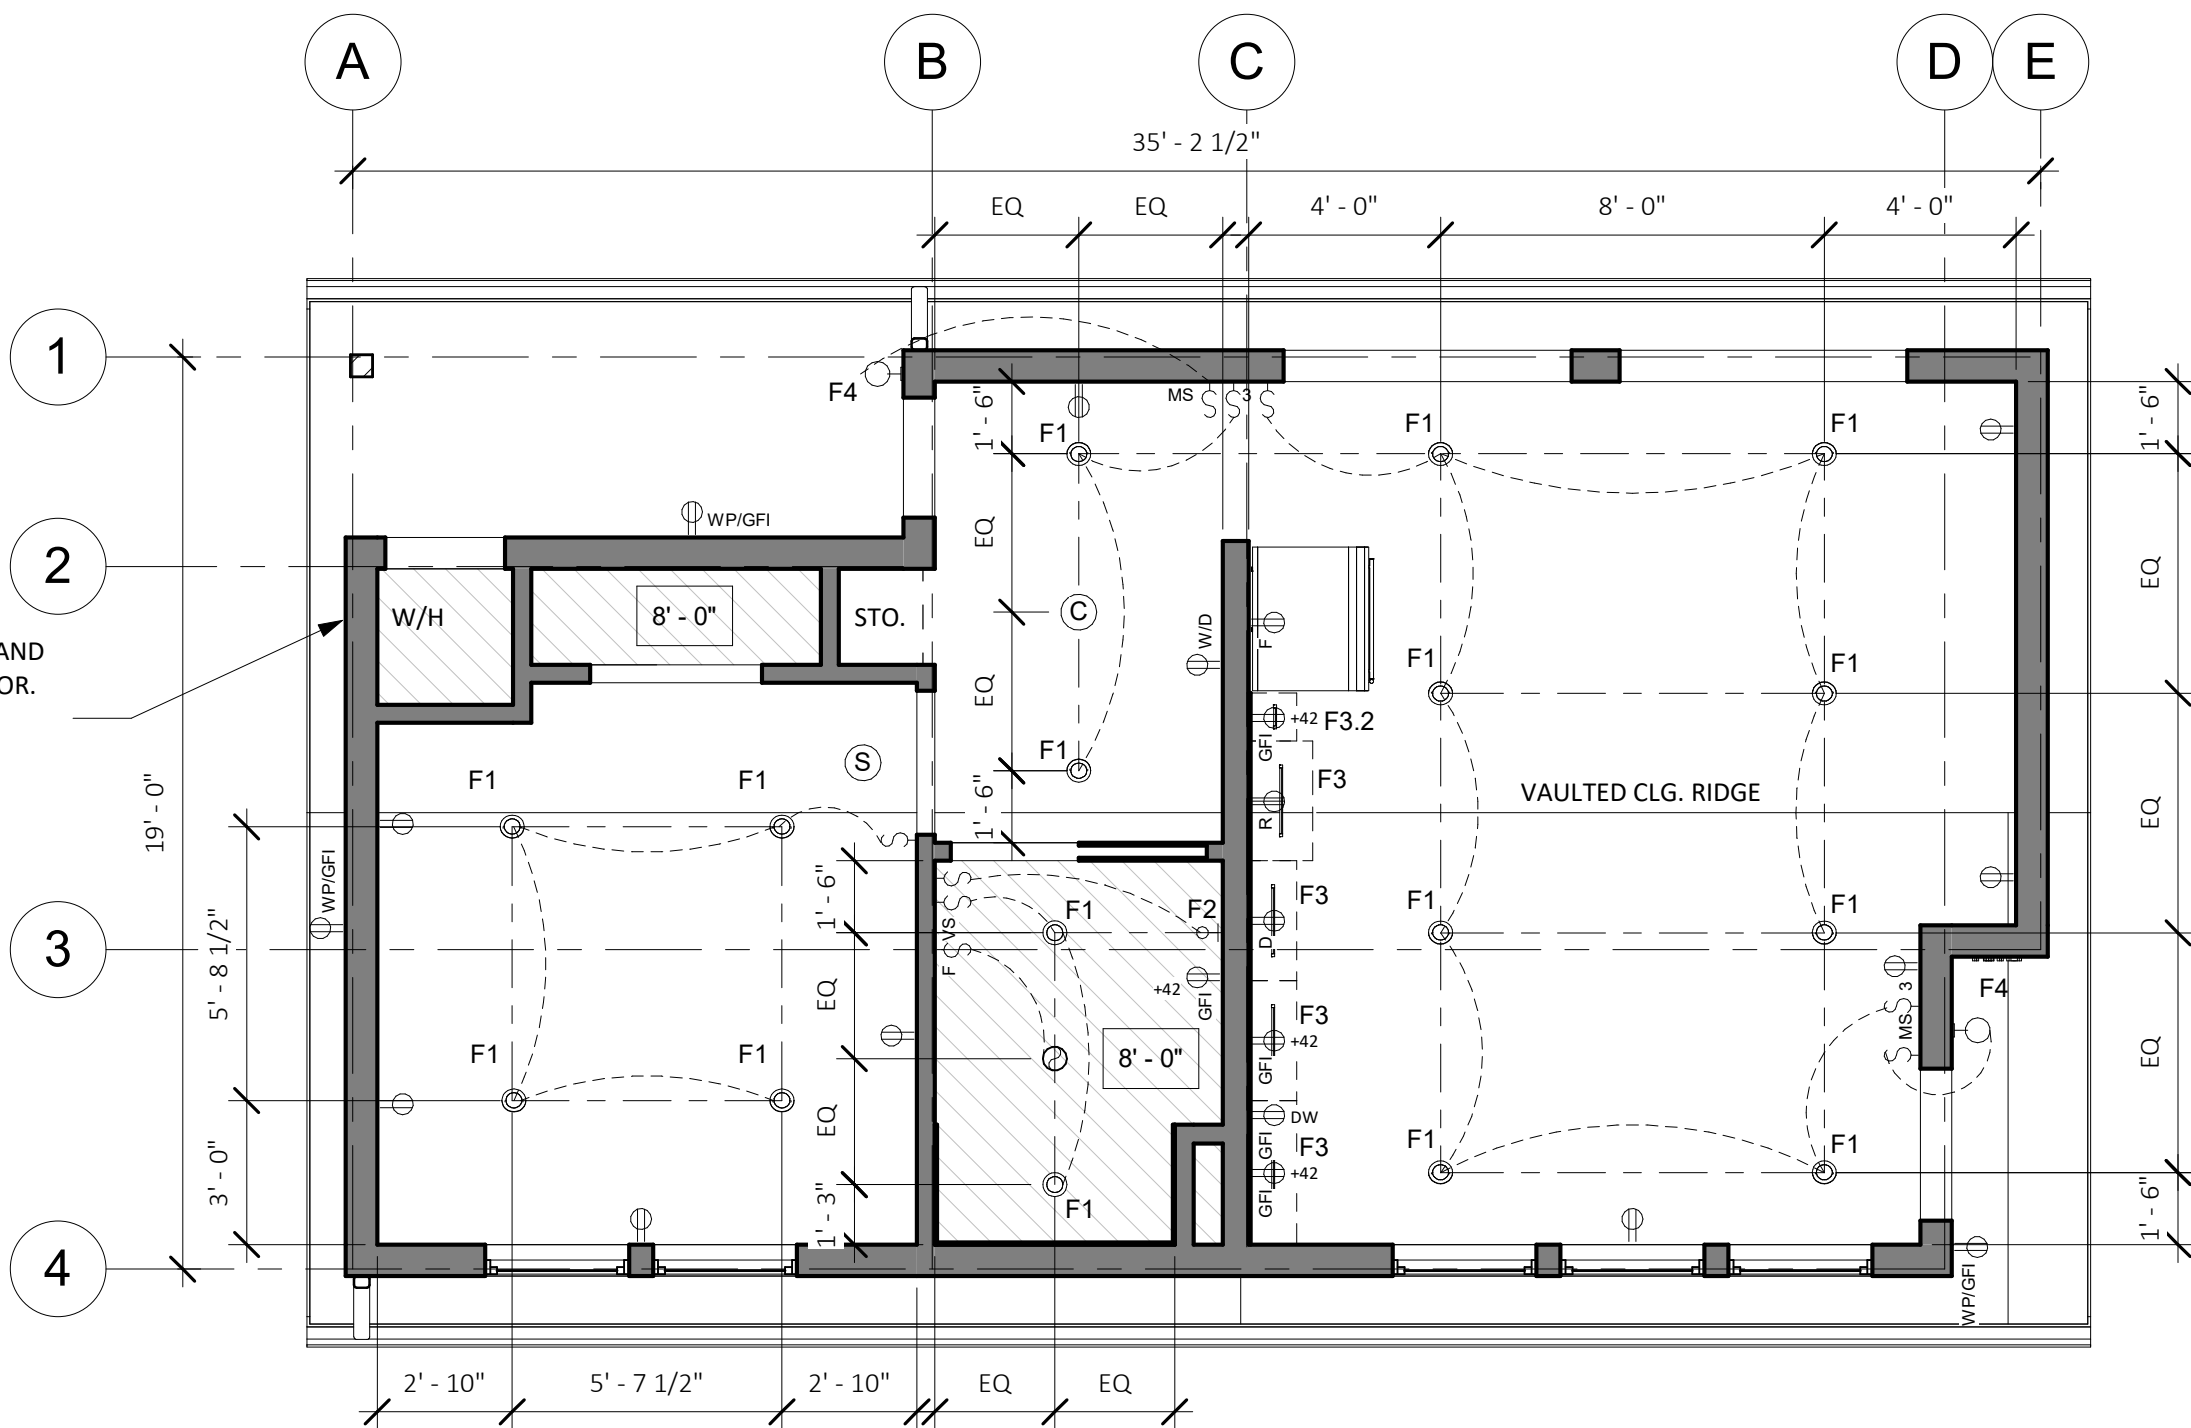 A
B
C
D
E
35' - 2 1/2"
EQ
EQ
4' - 0"
8' - 0"
4' - 0"
1
F4
MS
3
1' - 6"
F1
F1
F1
1' - 6"
WP/GFI
EQ
EQ
2
W/H
8' - 0"
STO.
C
W/D
F
AND
OR.
F1
F1
EQ
+42
F3.2
GFI
S
F1
F1
F1
F3
VAULTED CLG. RIDGE
R
EQ
19' - 0"
1' - 6"
WP/GFI
1' - 6"
F1
F2
F3
F1
F1
VS
D
3
5' - 8 1/2"
F
EQ
+42
GFI
F3
+42
GFI
3
MS
F4
F1
F1
8' - 0"
EQ
EQ
DW
GFI
F3
+42
GFI
F1
F1
3' - 0"
1' - 3"
F1
1' - 6"
4
WP/GFI
2' - 10"
5' - 7 1/2"
2' - 10"
EQ
EQ